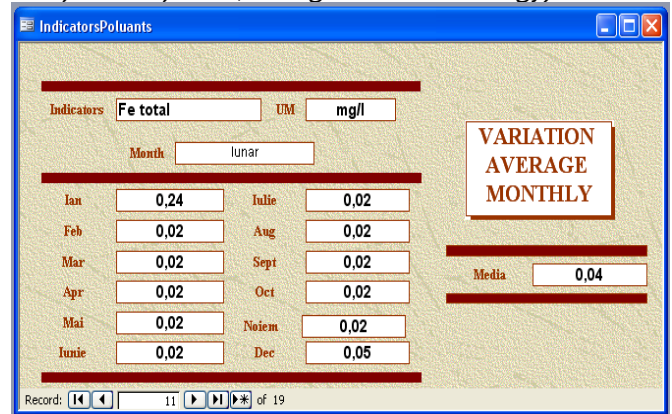 IndicatorsPoluants
Indicators Fe total UM mg/l
Month lunar
VARIATION
AVERAGE
MONTHLY
Ian 0,24 Iulie 0,02
Feb 0,02 Aug 0,02
Mar 0,02 Sept 0,02
Media 0,04
Apr 0,02 Oct 0,02
Mai 0,02 Noiem 0,02
Iunie 0,02 Dec 0,05
Record: 11 of 19